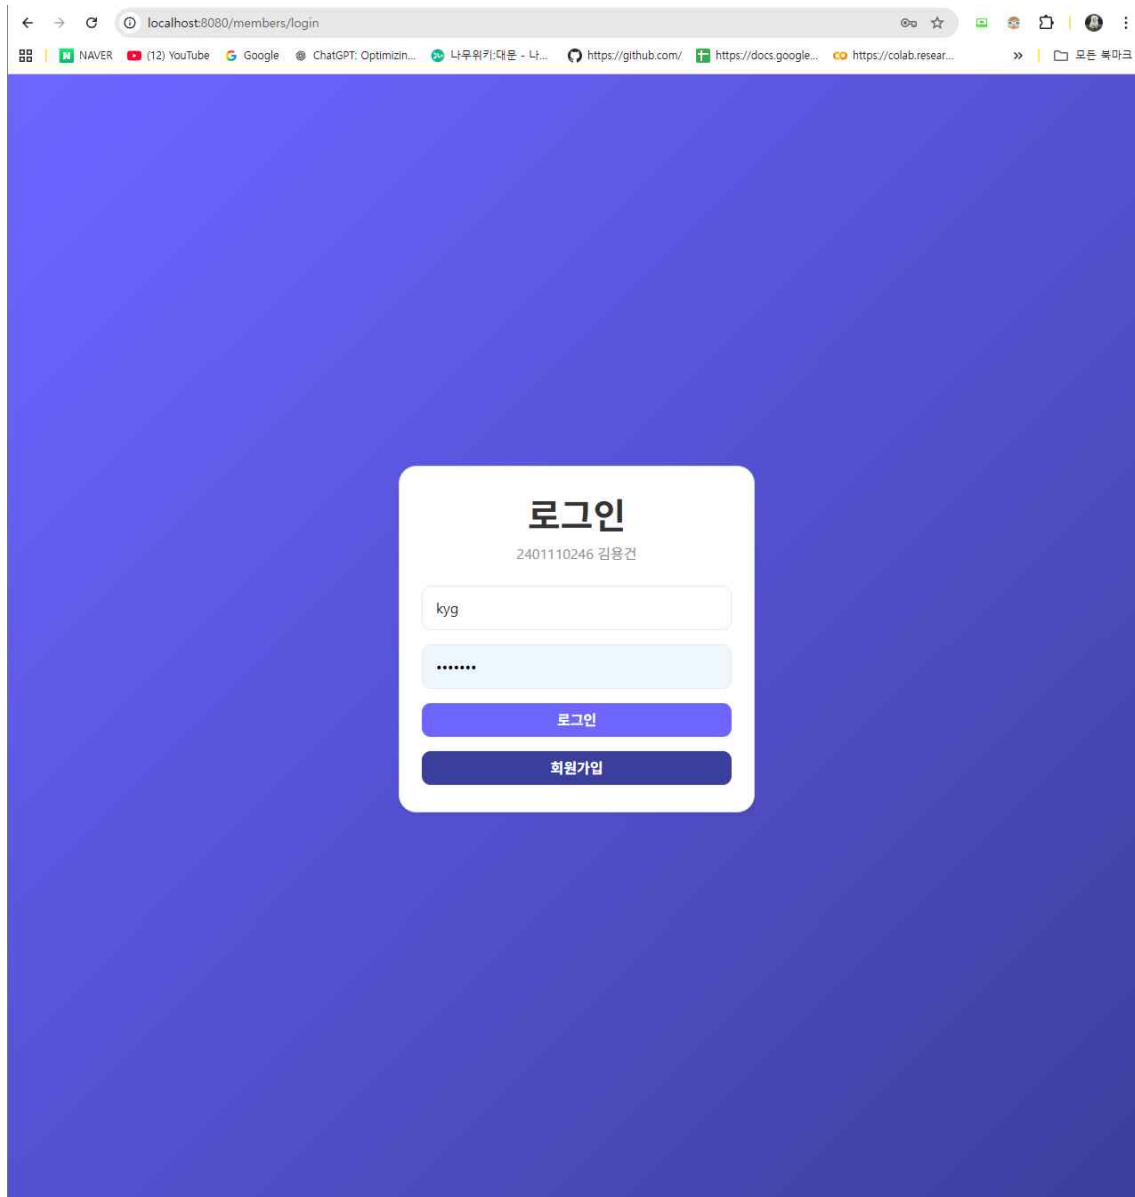 localhost:8080/members/login
NAVER (12) YouTube Google ChatGPT: Optimizin... 나무위키:대문 - 나... https://github.com/ https://docs.google... https://colab.resear... » 모든 북마크
로그인
2401110246 김용건
kyg
•••••••
로그인
회원가입